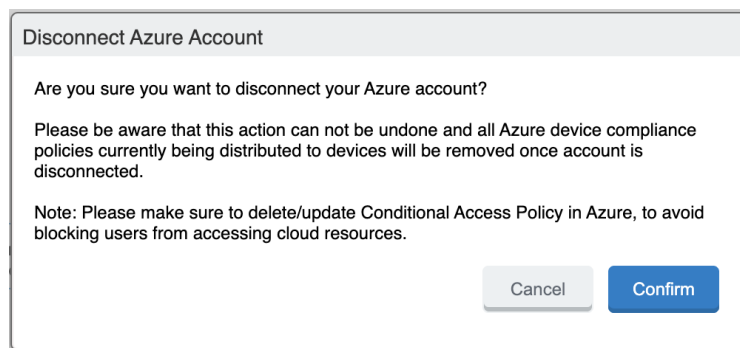 Disconnect Azure Account
Are you sure you want to disconnect your Azure account?
Please be aware that this action can not be undone and all Azure device compliance
policies currently being distributed to devices will be removed once account is
disconnected.
Note: Please make sure to delete/update Conditional Access Policy in Azure, to avoid
blocking users from accessing cloud resources.
Cancel Confirm